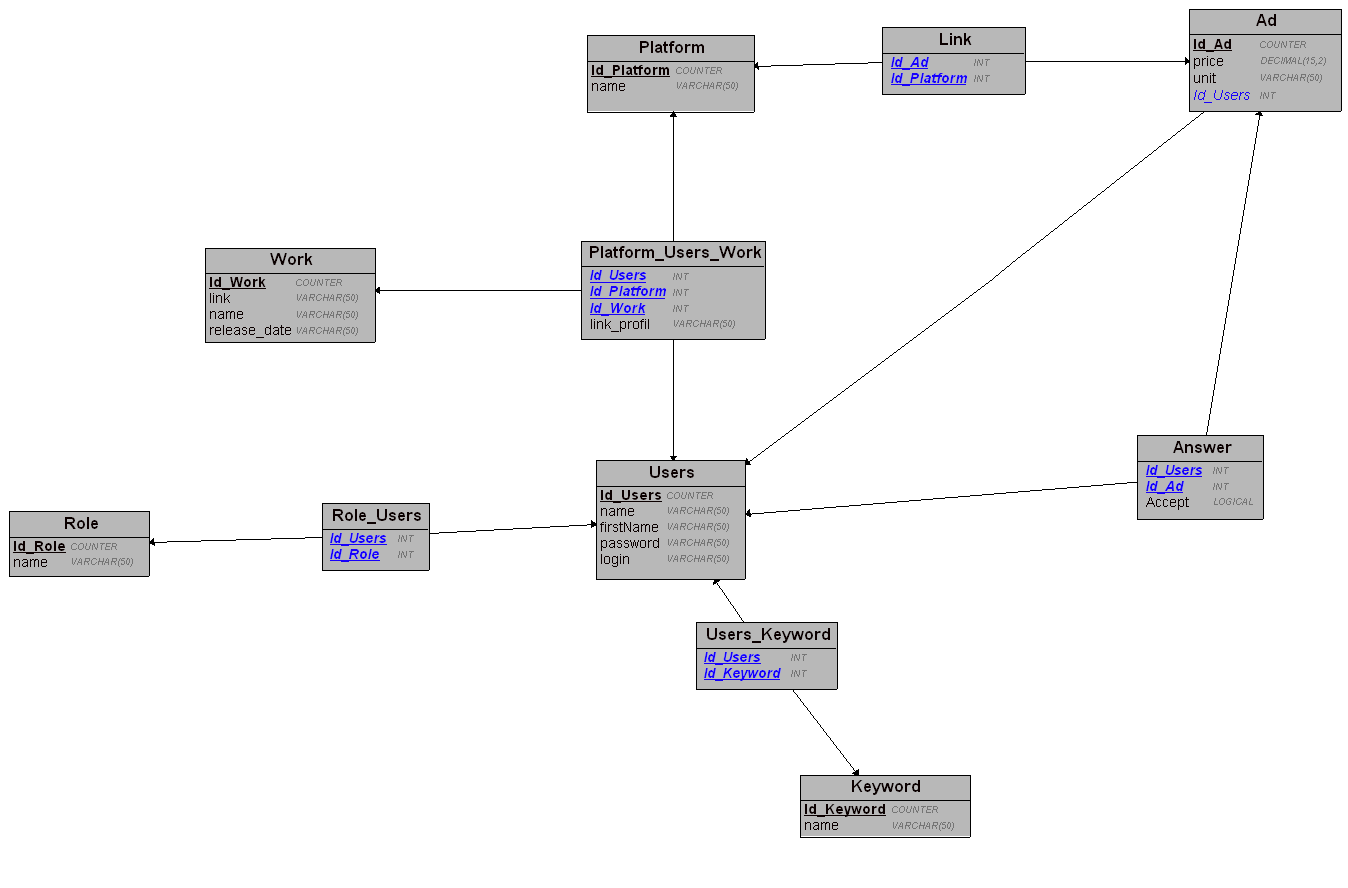 Platform
Id_Platform COUNTER
name VARCHAR(50)
Link
Id_Ad INT
Id_Platform INT
Ad
Id_Ad COUNTER
price DECIMAL(15,2)
unit VARCHAR(50)
Id_Users INT
Work
Id_Work COUNTER
link VARCHAR(50)
name VARCHAR(50)
release_date VARCHAR(50)
Platform_Users_Work
Id_Users INT
Id_Platform INT
Id_Work INT
link_profil VARCHAR(50)
Users
Id_Users COUNTER
name VARCHAR(50)
firstName VARCHAR(50)
password VARCHAR(50)
login VARCHAR(50)
Answer
Id_Users INT
Id_Ad INT
Accept LOGICAL
Role
Id_Role COUNTER
name VARCHAR(50)
Role_Users
Id_Users INT
Id_Role INT
Users_Keyword
Id_Users INT
Id_Keyword INT
Keyword
Id_Keyword COUNTER
name VARCHAR(50)